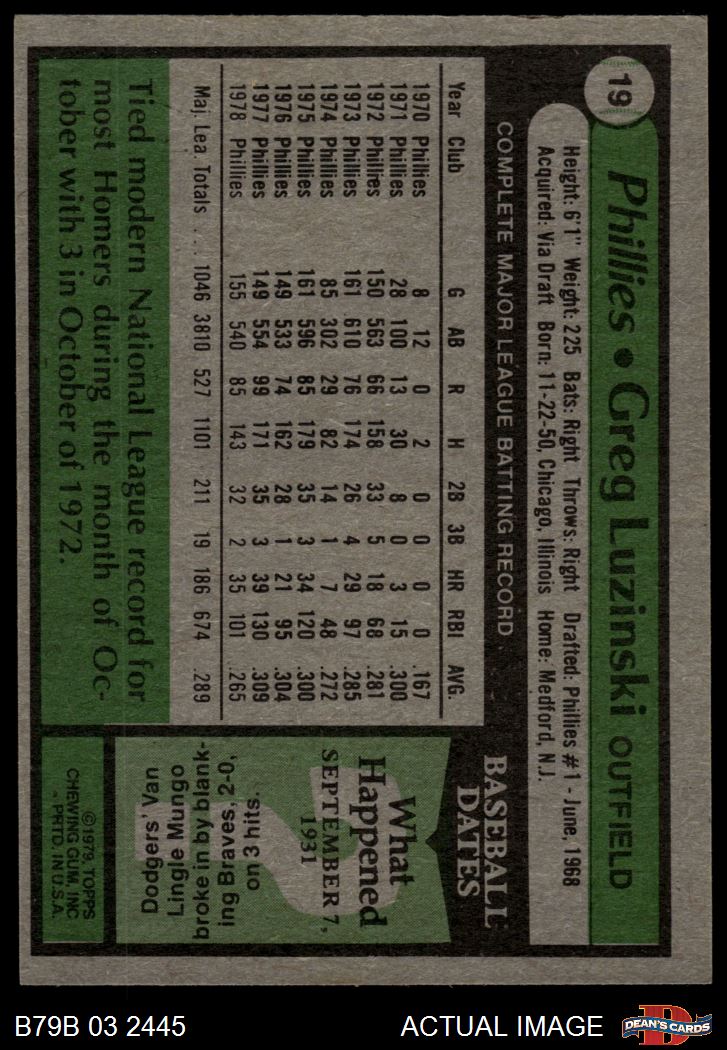 19
Phillies • Greg Luzinski OUTFIELD
Height: 6'1" Weight: 225 Bats: Right Throws: Right Drafted: Phillies #1 - June, 1968
Acquired: Via Draft Born: 11-22-50, Chicago, Illinois Home: Medford, N.J.
COMPLETE MAJOR LEAGUE BATTING RECORD
Year Club G AB R H 2B 3B HR RBI AVG.
1970 Phillies 8 12 0 2 0 0 0 0 .167
1971 Phillies 28 100 13 30 8 0 3 15 .300
1972 Phillies 150 563 66 158 33 5 18 68 .281
1973 Phillies 161 610 76 174 26 4 29 97 .285
1974 Phillies 85 302 29 82 14 1 7 48 .272
1975 Phillies 161 596 85 179 35 3 34 120 .300
1976 Phillies 149 533 74 162 28 1 21 95 .304
1977 Phillies 149 554 99 171 35 3 39 130 .309
1978 Phillies 155 540 85 143 32 2 35 101 .265
Maj. Lea. Totals . . . 1046 3810 527 1101 211 19 186 674 .289
Tied modern National League record for
most Homers during the month of Oc-
tober with 3 in October of 1972.
BASEBALL
DATES
What
Happened
SEPTEMBER 7,
1931
?
Dodgers' Van
Lingle Mungo
broke in by blank-
ing Braves, 2-0,
on 3 hits.
©1979, TOPPS
CHEWING GUM, INC
PRTD. IN U.S.A.
B79B 03 2445 ACTUAL IMAGE
D
DEAN'S CARDS